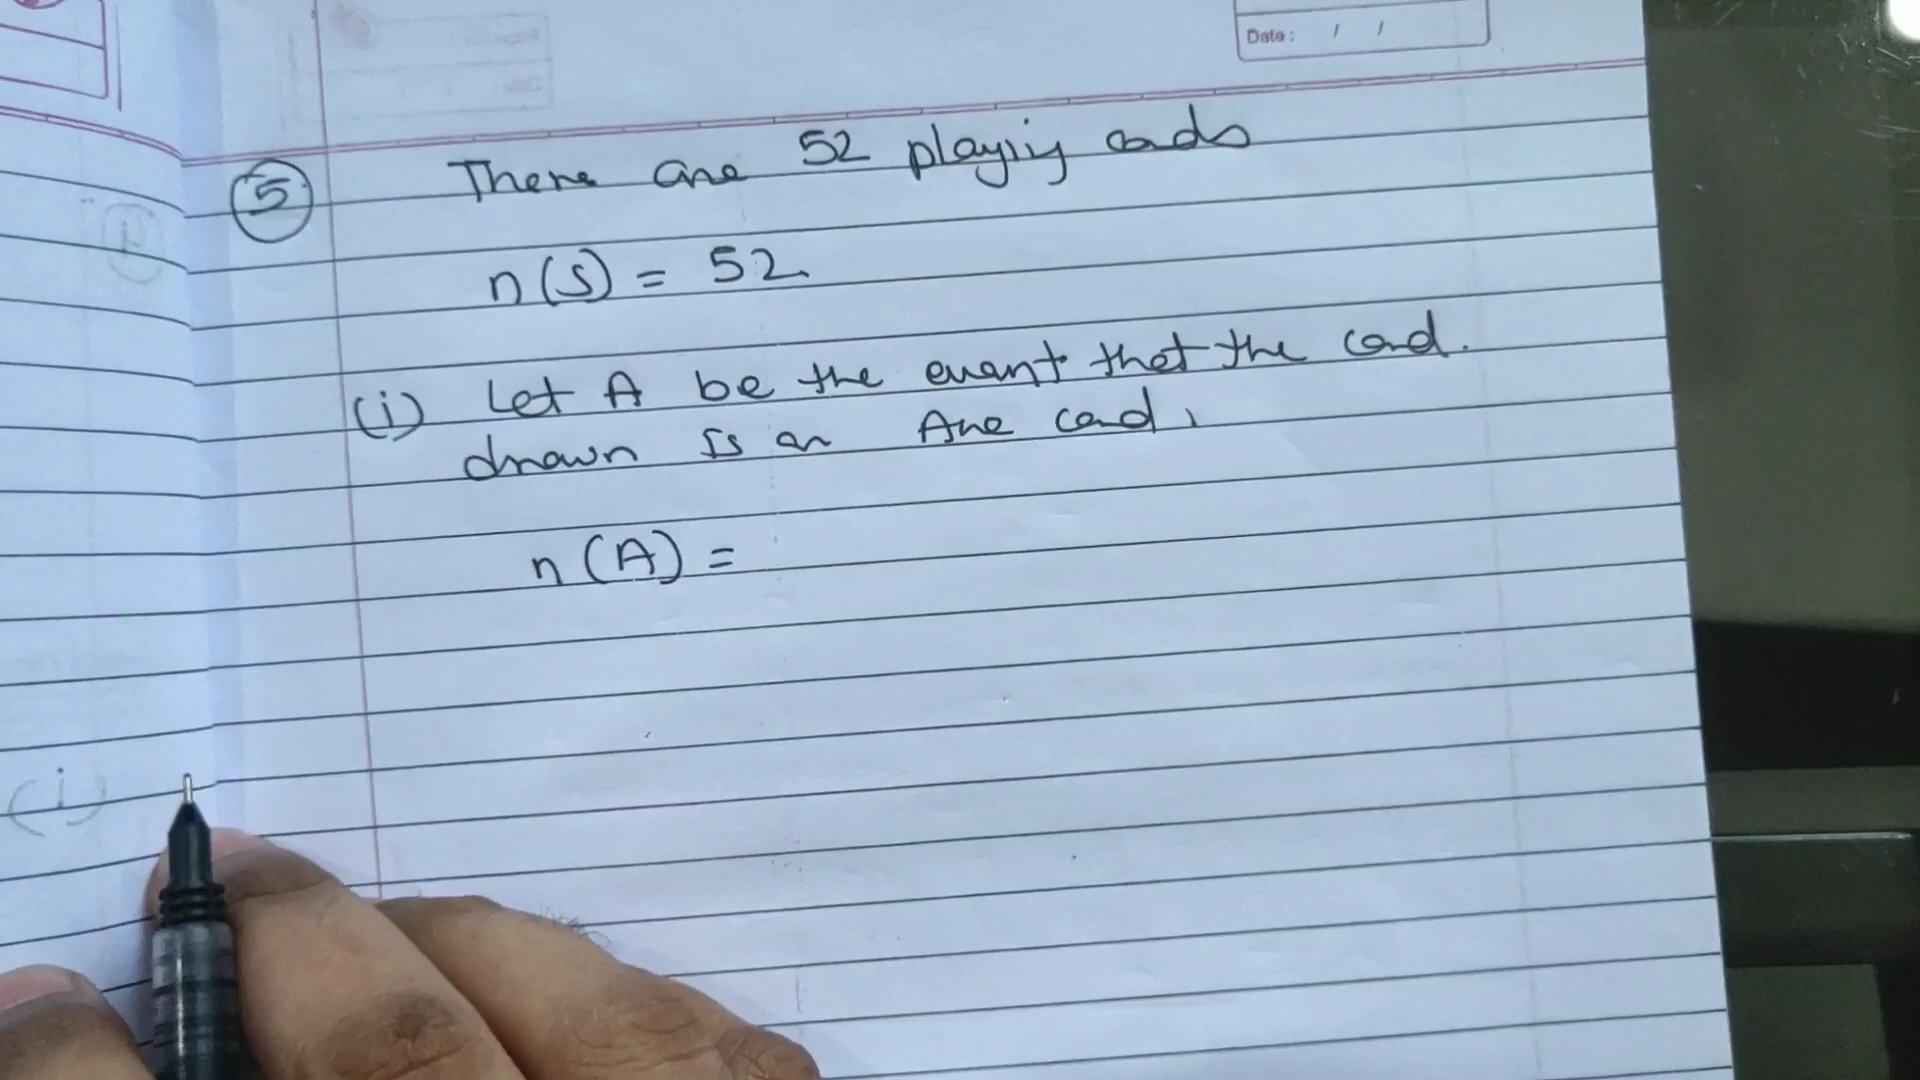 Date : / /
5 There are 52 playing cards
n(S) = 52.
(i) Let A be the event that the card.
drawn Is an Ace card.
n(A) =
(i)